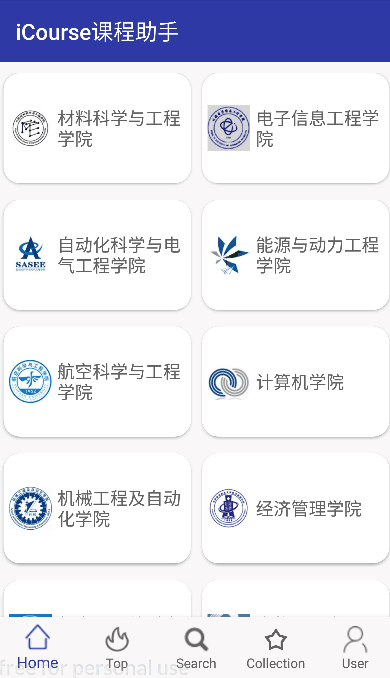 iCourse课程助手
材料科学与工程
学院
电子信息工程学
院
自动化科学与电
气工程学院
SASEE
能源与动力工程
学院
航空科学与工程
学院
计算机学院
机械工程及自动
化学院
经济管理学院
Home
Top
Search
Collection
User
free for personal use